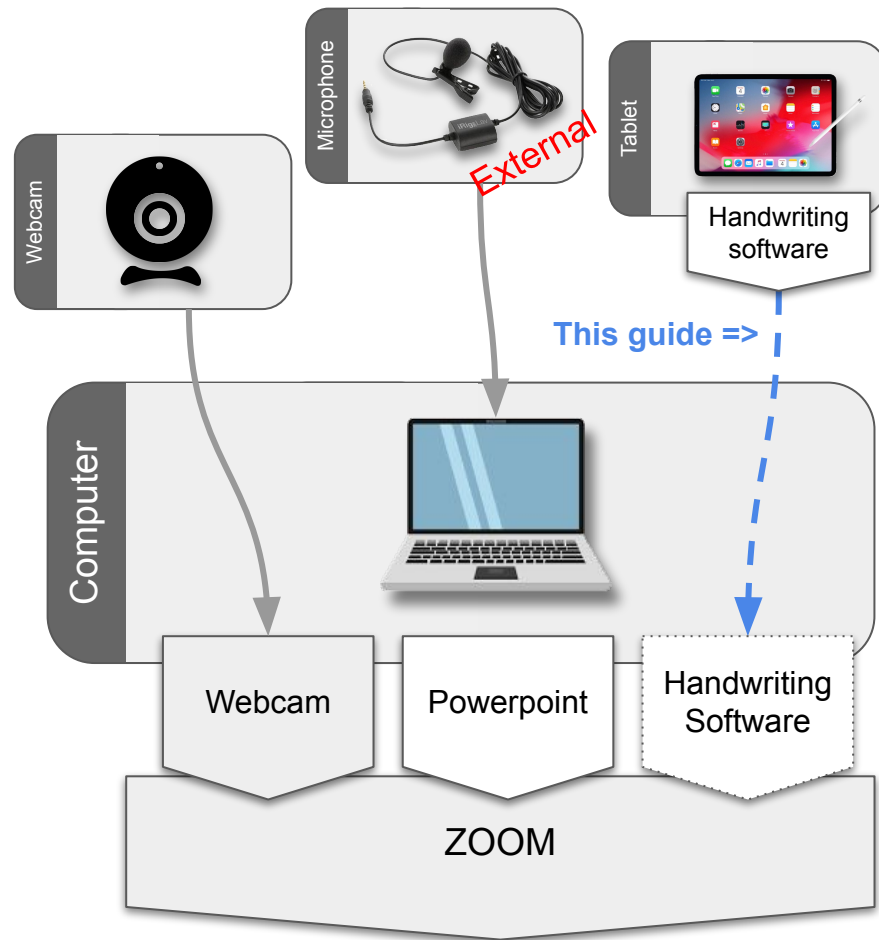 Microphone
External
Tablet
Handwriting
software
Webcam
This guide =>
Computer
Webcam
Powerpoint
Handwriting
Software
ZOOM